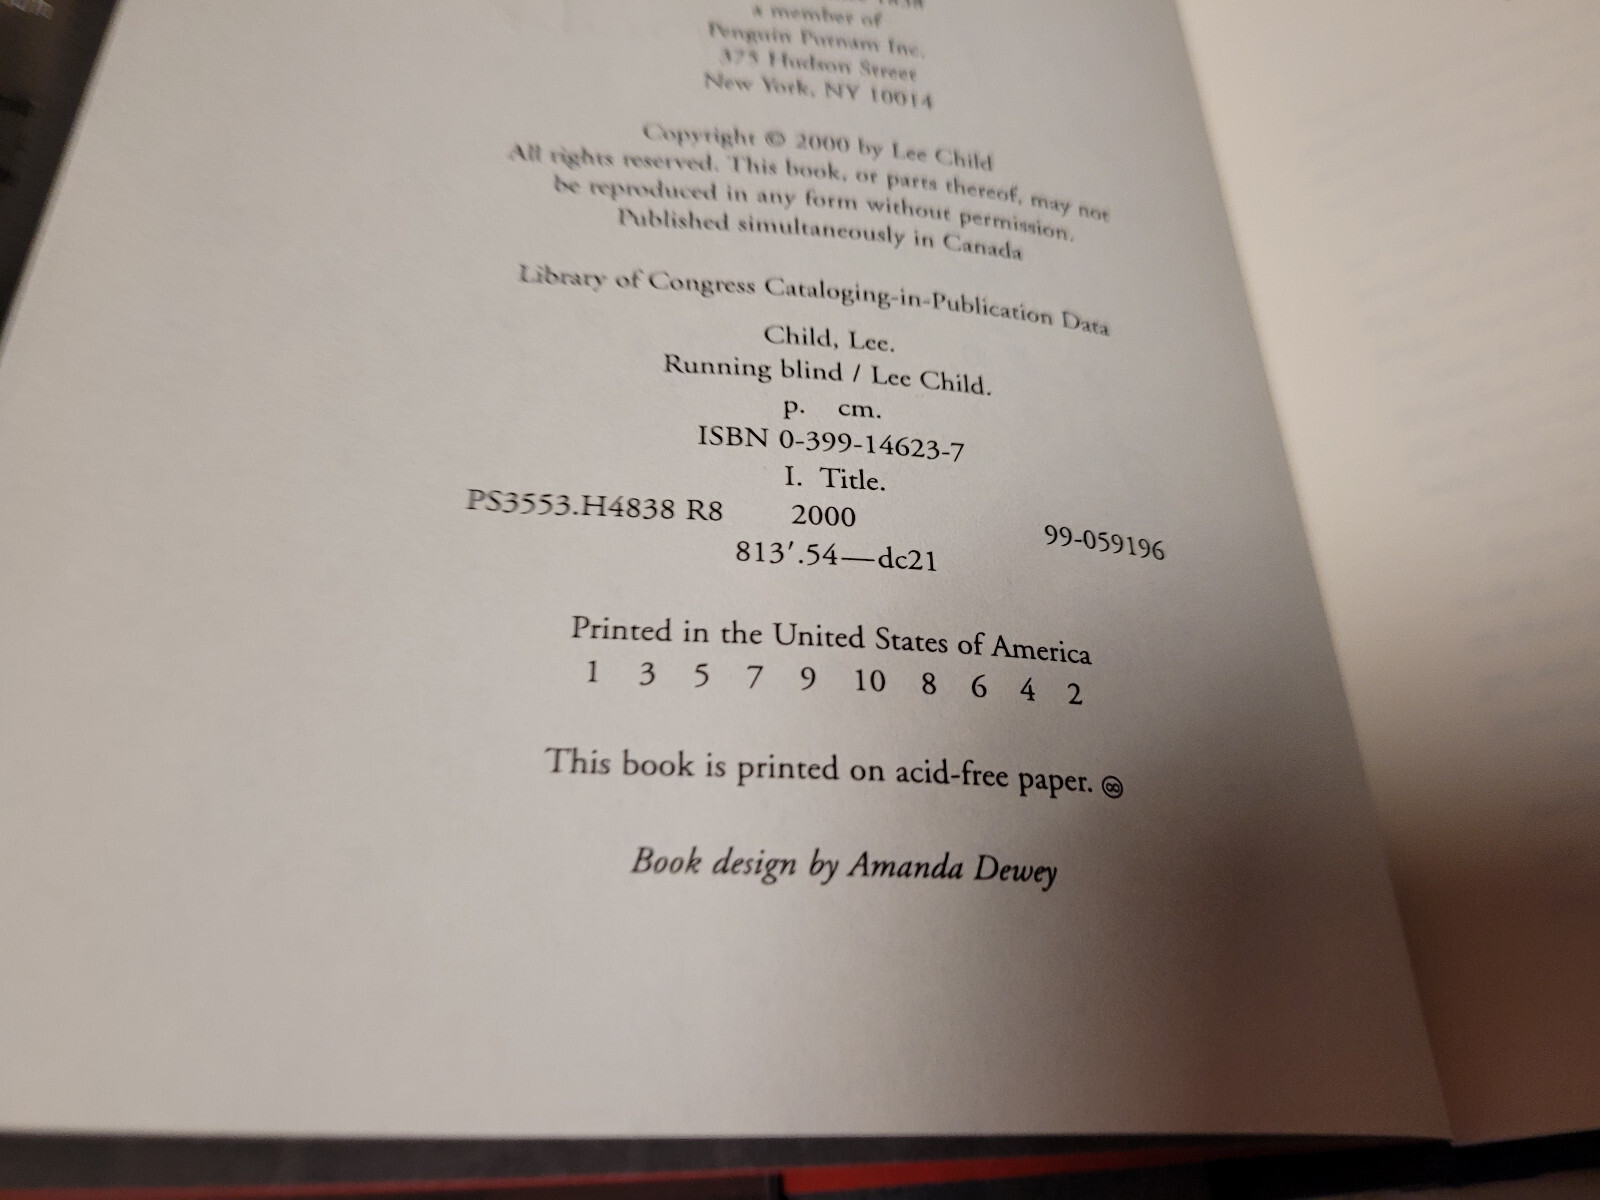 a member of
Penguin Putnam Inc.
375 Hudson Street
New York, NY 10014
Copyright © 2000 by Lee Child
All rights reserved. This book, or parts thereof, may not
be reproduced in any form without permission.
Published simultaneously in Canada
Library of Congress Cataloging-in-Publication Data
Child, Lee.
Running blind / Lee Child.
p. cm.
ISBN 0-399-14623-7
I. Title.
PS3553.H4838 R8 2000 99-059196
813′.54—dc21
Printed in the United States of America
1 3 5 7 9 10 8 6 4 2
This book is printed on acid-free paper. ♾
Book design by Amanda Dewey